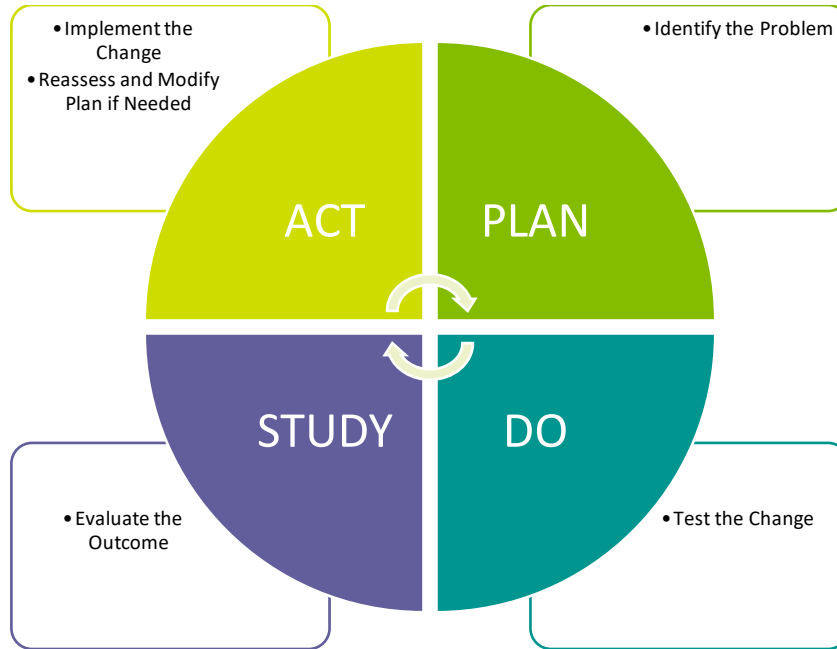 •Implement the
Change
•Reassess and Modify
Plan if Needed
•Identify the Problem
ACT
PLAN
STUDY
DO
•Evaluate the
Outcome
•Test the Change